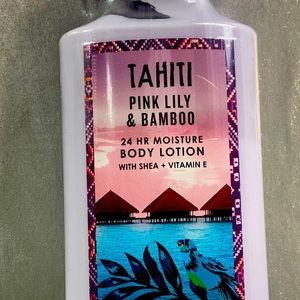 TAHITI
PINK LILY
& BAMBOO
24 HR MOISTURE
BODY LOTION
WITH SHEA + VITAMIN E